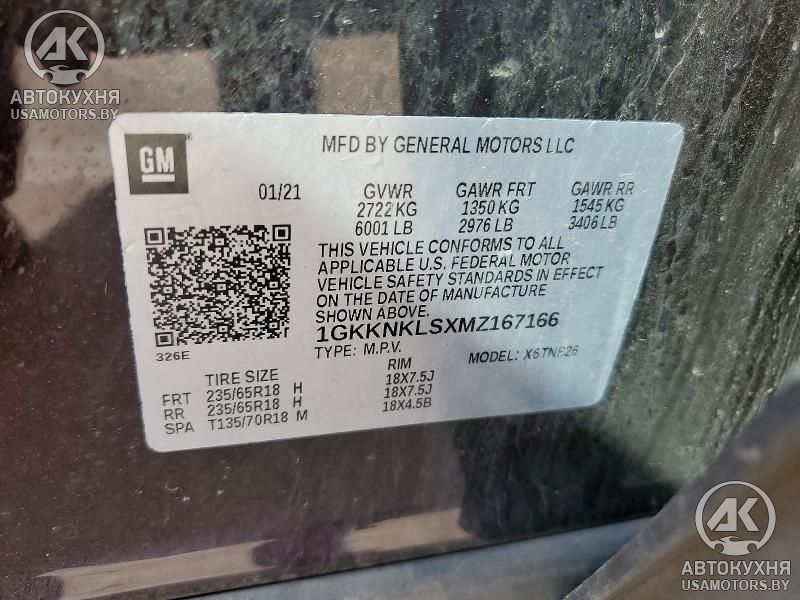 AK
АВТОКУХНЯ
USAMOTORS.BY
GM
MFD BY GENERAL MOTORS LLC
01/21 GVWR GAWR FRT GAWR RR
2722 KG 1350 KG 1545 KG
6001 LB 2976 LB 3406 LB
THIS VEHICLE CONFORMS TO ALL
APPLICABLE U.S. FEDERAL MOTOR
VEHICLE SAFETY STANDARDS IN EFFECT
ON THE DATE OF MANUFACTURE
SHOWN ABOVE.
1GKKNKLSXMZ167166
326E
TYPE: M.P.V. MODEL: X6TNB26
TIRE SIZE RIM
FRT 235/65R18 H 18X7.5J
RR 235/65R18 H 18X7.5J
SPA T135/70R18 M 18X4.5B
AK
АВТОКУХНЯ
USAMOTORS.BY